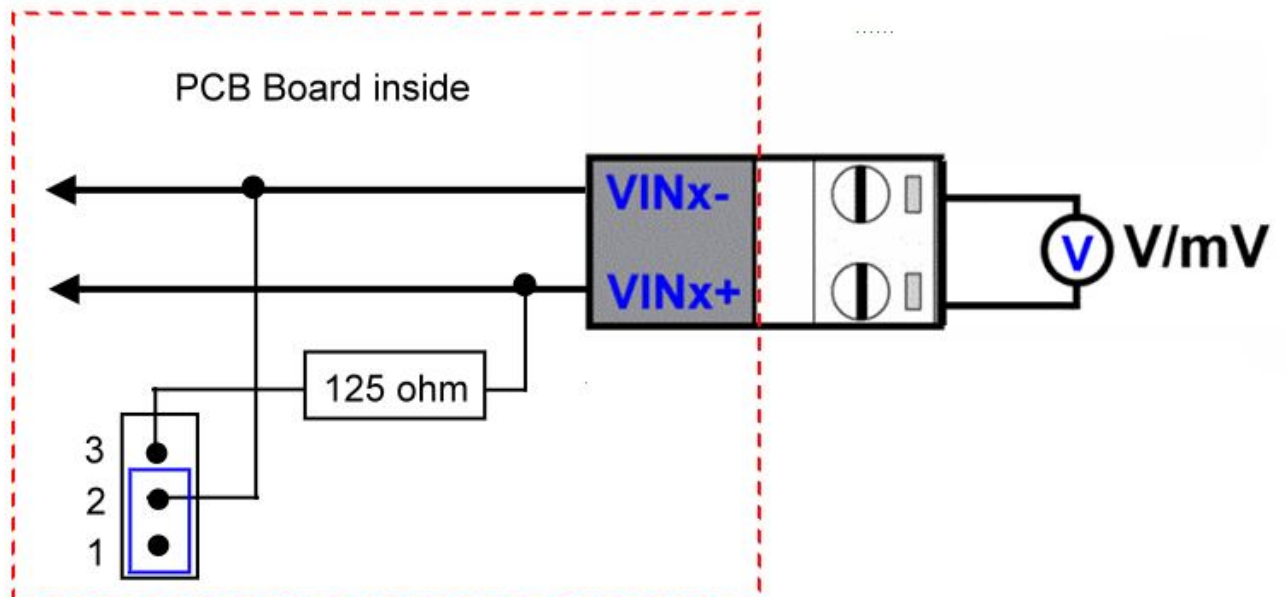 PCB Board inside
VINx-
VINx+
V
V/mV
125 ohm
3
2
1